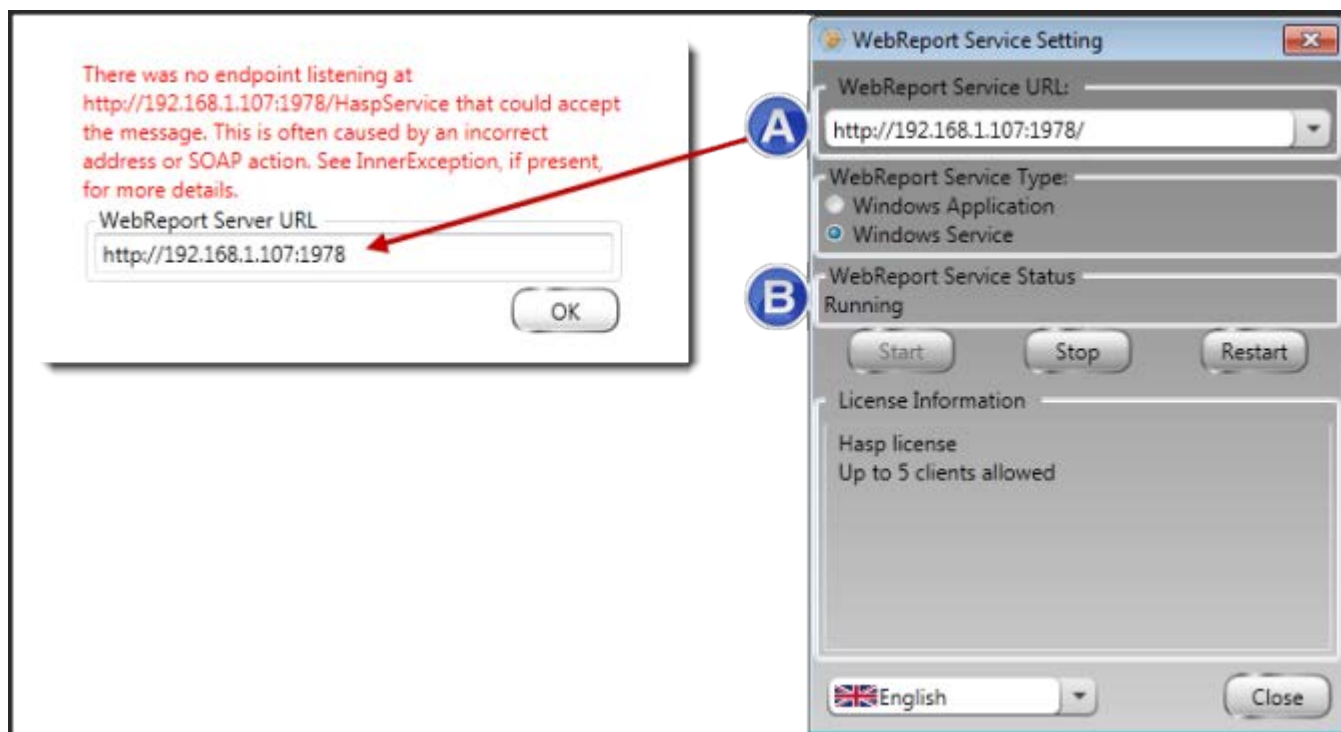 There was no endpoint listening at
http://192.168.1.107:1978/HaspService that could accept
the message. This is often caused by an incorrect
address or SOAP action. See InnerException, if present,
for more details.
WebReport Server URL
http://192.168.1.107:1978
OK
A
B
WebReport Service Setting
WebReport Service URL:
http://192.168.1.107:1978/
WebReport Service Type:
Windows Application
Windows Service
WebReport Service Status
Running
Start Stop Restart
License Information
Hasp license
Up to 5 clients allowed
English Close